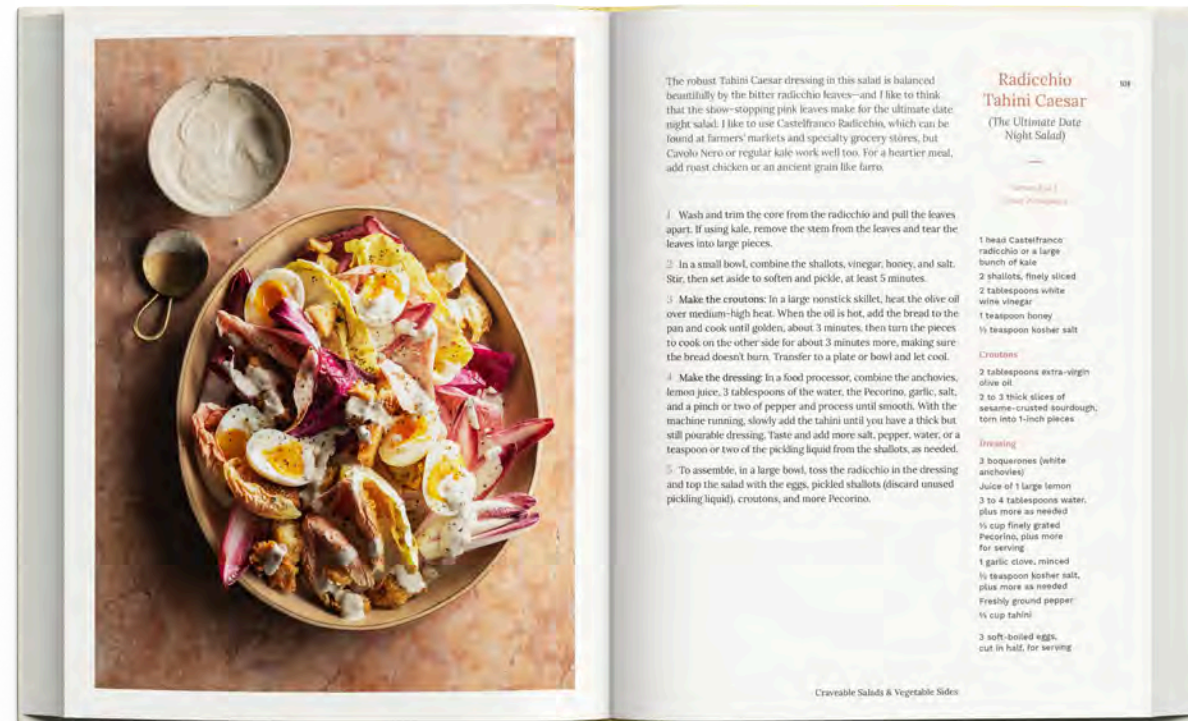 The robust Tahini Caesar dressing in this salad is balanced
beautifully by the bitter radicchio leaves—and I like to think
that the show-stopping pink leaves make for the ultimate date
night salad. I like to use Castelfranco Radicchio, which can be
found at farmers' markets and specialty grocery stores, but
Cavolo Nero or regular kale work well too. For a heartier meal,
add roast chicken or an ancient grain like farro.
1 Wash and trim the core from the radicchio and pull the leaves
apart. If using kale, remove the stem from the leaves and tear the
leaves into large pieces.
2 In a small bowl, combine the shallots, vinegar, honey, and salt.
Stir, then set aside to soften and pickle, at least 5 minutes.
3 Make the croutons: In a large nonstick skillet, heat the olive oil
over medium-high heat. When the oil is hot, add the bread to the
pan and cook until golden, about 3 minutes, then turn the pieces
to cook on the other side for about 3 minutes more, making sure
the bread doesn't burn. Transfer to a plate or bowl and let cool.
4 Make the dressing: In a food processor, combine the anchovies,
lemon juice, 3 tablespoons of the water, the Pecorino, garlic, salt,
and a pinch or two of pepper and process until smooth. With the
machine running, slowly add the tahini until you have a thick but
still pourable dressing. Taste and add more salt, pepper, water, or a
teaspoon or two of the pickling liquid from the shallots, as needed.
5 To assemble, in a large bowl, toss the radicchio in the dressing
and top the salad with the eggs, pickled shallots (discard unused
pickling liquid), croutons, and more Pecorino.
Craveable Salads & Vegetable Sides
Radicchio
Tahini Caesar
(The Ultimate Date
Night Salad)
1 head Castelfranco
radicchio or a large
bunch of kale
2 shallots, finely sliced
2 tablespoons white
wine vinegar
1 teaspoon honey
teaspoon kosher salt
Croutons
2 tablespoons extra-virgin
olive oil
2 to 3 thick slices of
sesame-crusted sourdough,
torn into 1-inch pieces
Dressing
3 boquerones (white
anchovies)
Juice of 1 large lemon
3 to 4 tablespoons water,
plus more as needed
cup finely grated
Pecorino, plus more
for serving
1 garlic clove, minced
teaspoon kosher salt,
plus more as needed
Freshly ground pepper
cup tahini
3 soft-boiled eggs,
cut in half, for serving